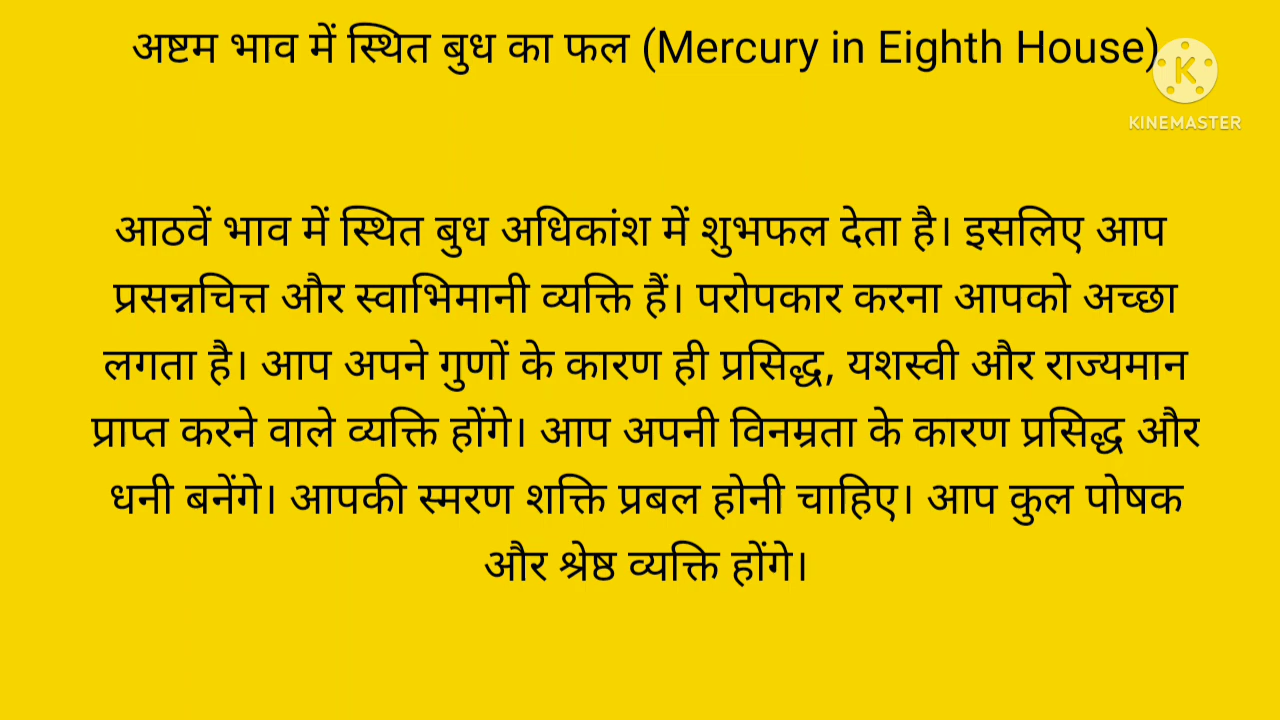 अष्टम भाव में स्थित बुध का फल (Mercury in Eighth House)
K
KINEMASTER
आठवें भाव में स्थित बुध अधिकांश में शुभफल देता है। इसलिए आप
प्रसन्नचित्त और स्वाभिमानी व्यक्ति हैं। परोपकार करना आपको अच्छा
लगता है। आप अपने गुणों के कारण ही प्रसिद्ध, यशस्वी और राज्यमान
प्राप्त करने वाले व्यक्ति होंगे। आप अपनी विनम्रता के कारण प्रसिद्ध और
धनी बनेंगे। आपकी स्मरण शक्ति प्रबल होनी चाहिए। आप कुल पोषक
और श्रेष्ठ व्यक्ति होंगे।